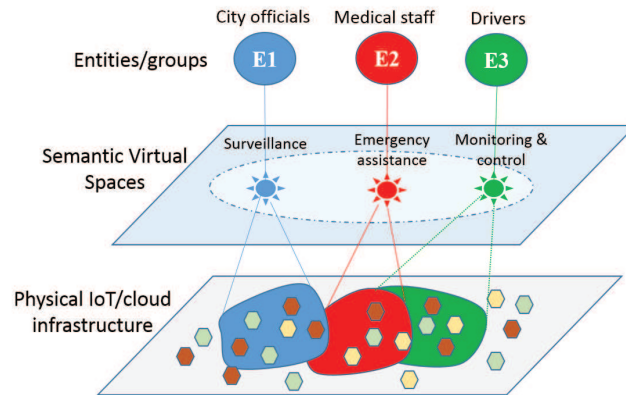 City officials
Medical staff
Drivers
Entities/groups
E1
E2
E3
Semantic Virtual
Spaces
Surveillance
Emergency
assistance
Monitoring &
control
Physical IoT/cloud
infrastructure